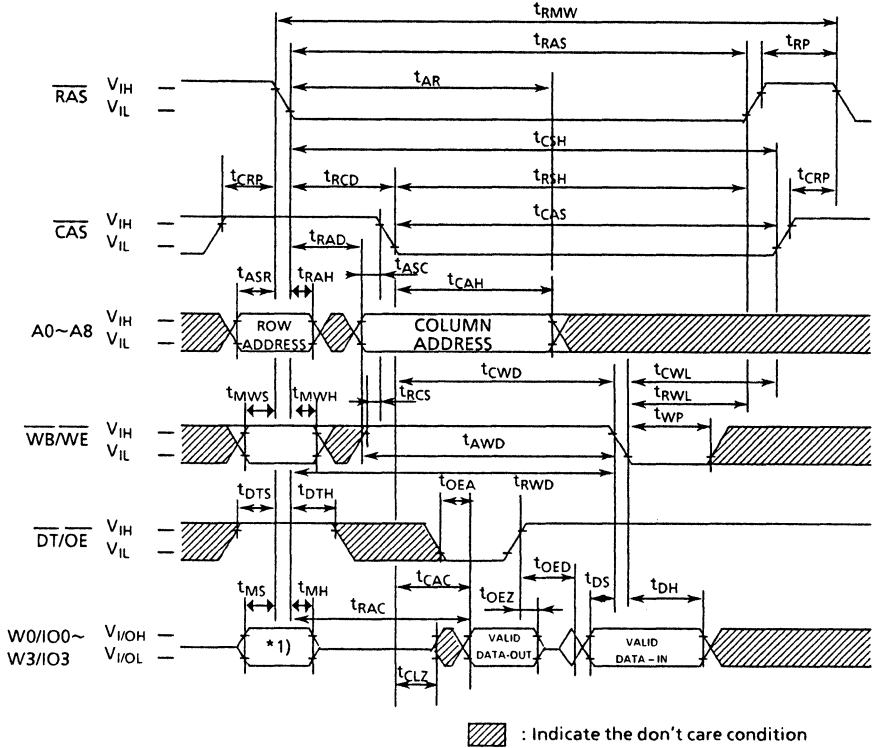 tRMW
tRAS
tRP
tAR
RAS VIH
VIL
tCSH
tCRP tRCD tRSH tCRP
CAS VIH
VIL
tCAS
tRAD
tASC
tASR tRAH tCAH
A0~A8 VIH
VIL
ROW ADDRESS
COLUMN ADDRESS
tCWD tCWL
tRCS tRWL
tMWS tMWH tWP
WB/WE VIH
VIL
tAWD
tOEA tRWD
tDTS tDTH
DT/OE VIH
VIL
tCAC tOED
tMS tMH tRAC tOEZ tDS tDH
W0/IO0~ VI/OH
W3/IO3 VI/OL
*1)
VALID DATA-OUT
VALID DATA-IN
tCLZ
: Indicate the don't care condition